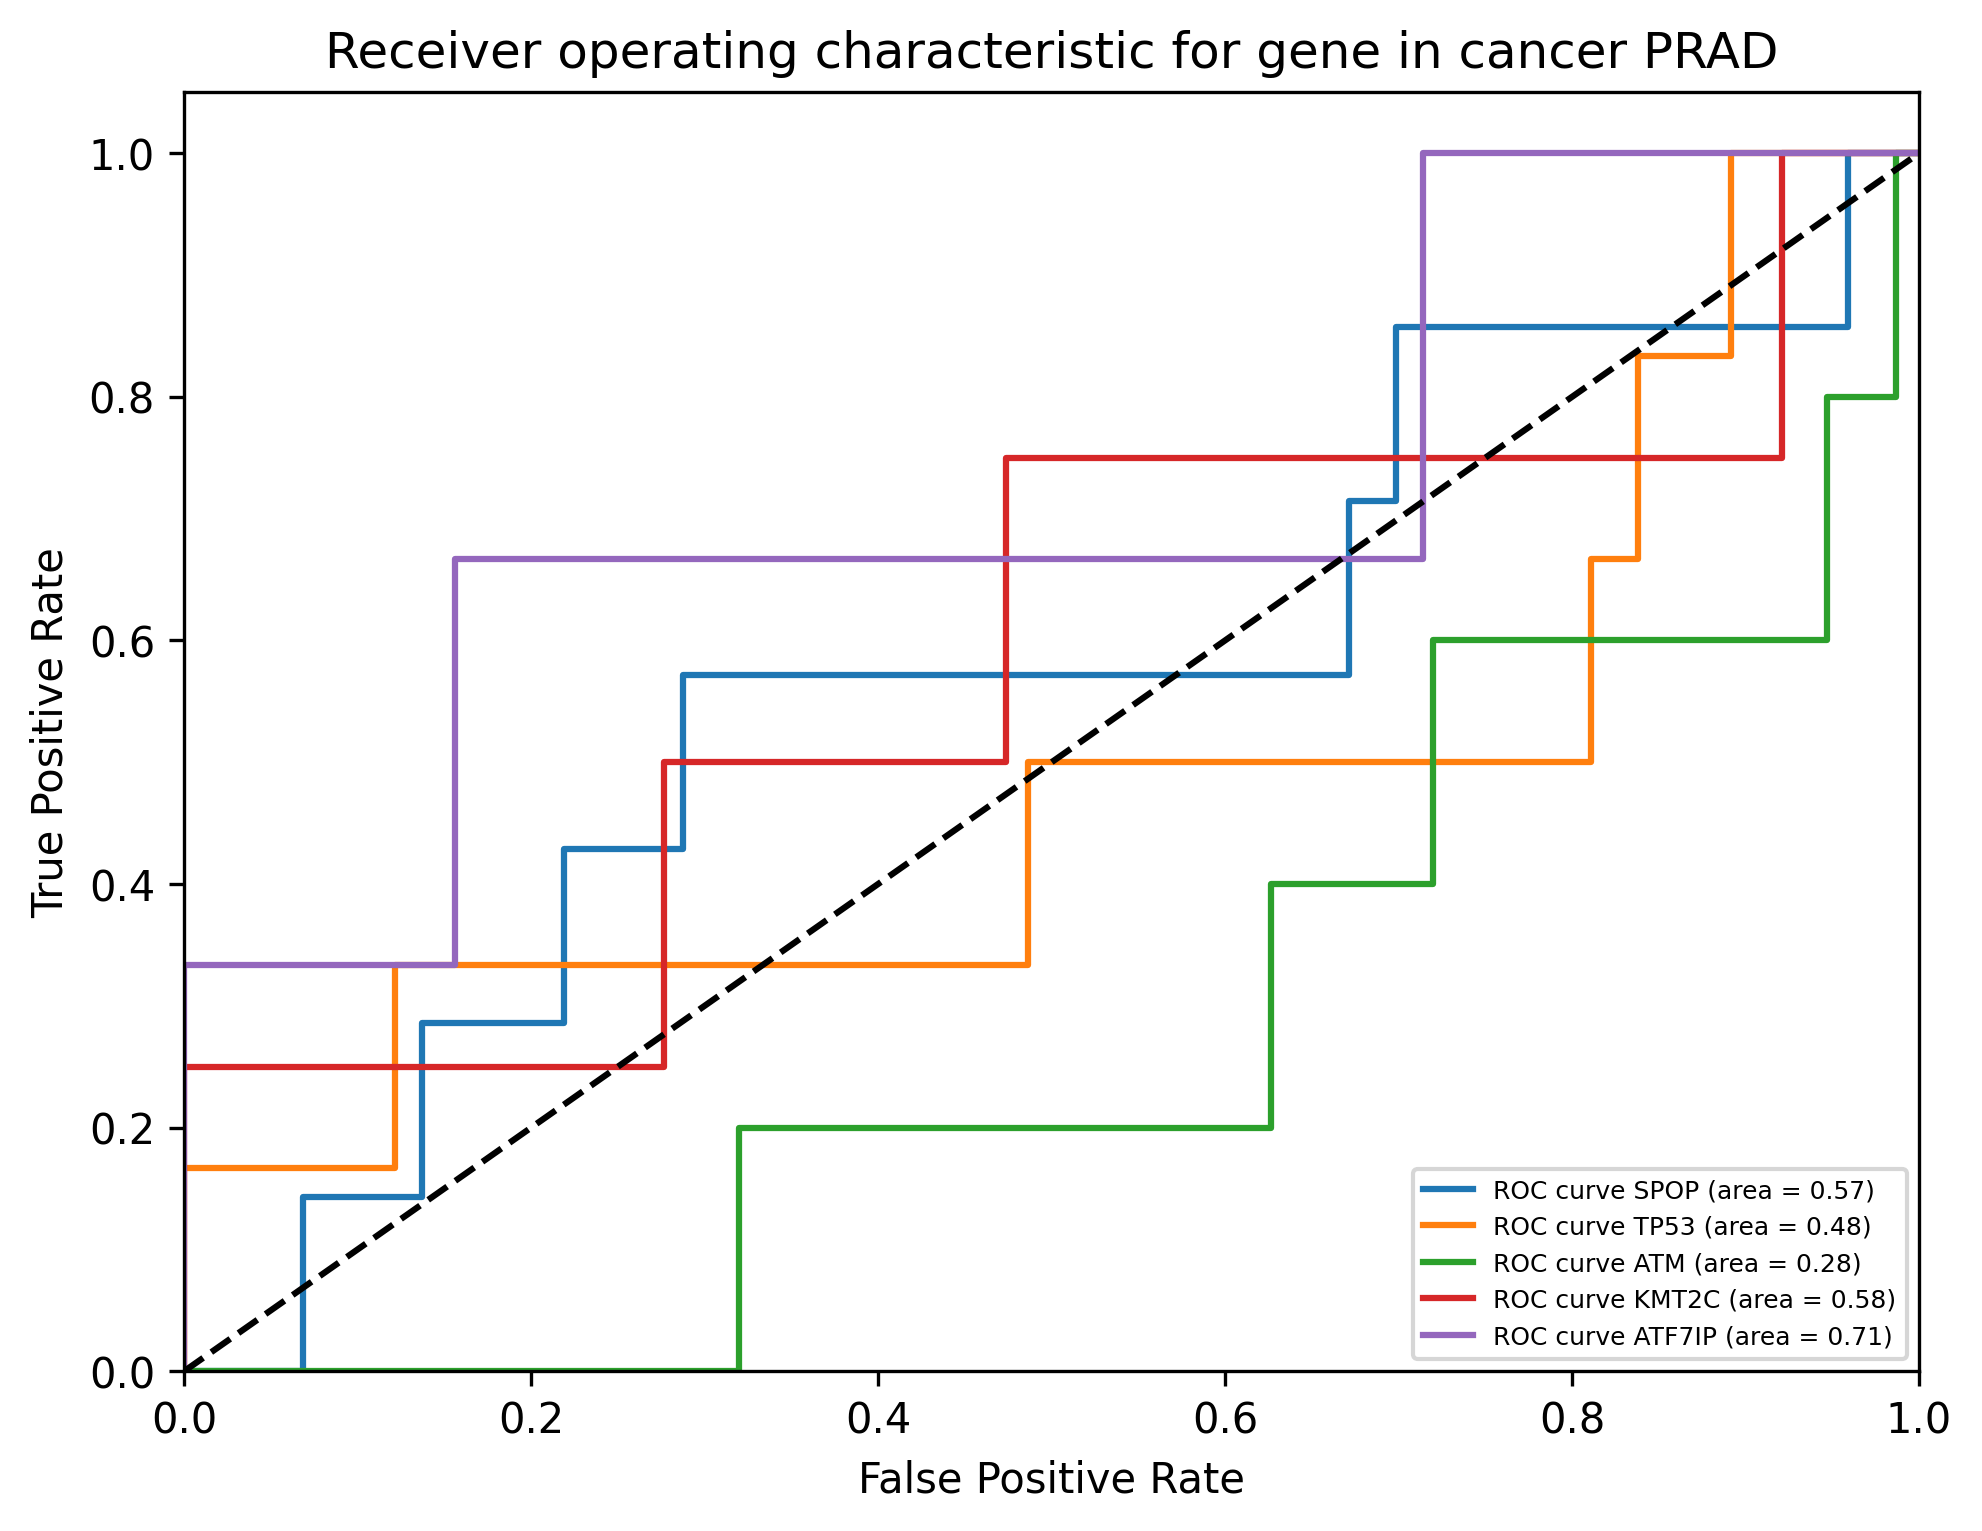 Receiver operating characteristic for gene in cancer PRAD
True Positive Rate
1.0
0.8
0.6
0.4
0.2
0.0
ROC curve SPOP (area = 0.57)
ROC curve TP53 (area = 0.48)
ROC curve ATM (area = 0.28)
ROC curve KMT2C (area = 0.58)
ROC curve ATF7IP (area = 0.71)
0.0 0.2 0.4 0.6 0.8 1.0
False Positive Rate